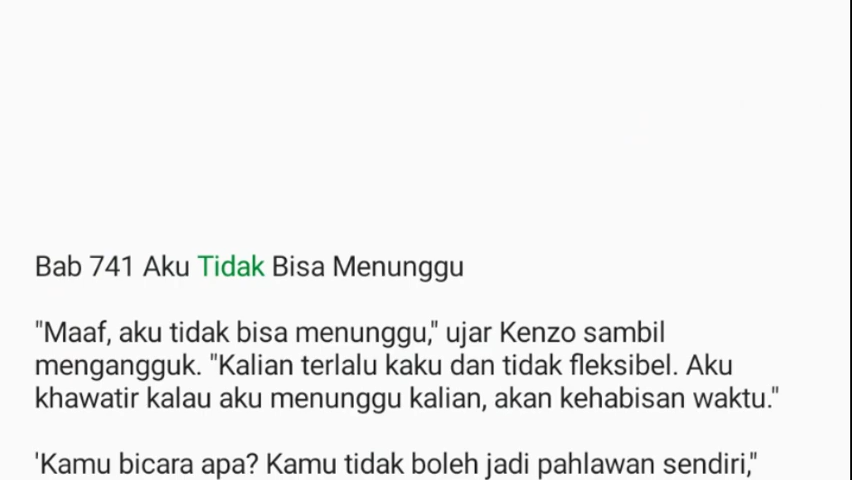 Bab 741 Aku Tidak Bisa Menunggu
"Maaf, aku tidak bisa menunggu," ujar Kenzo sambil
mengangguk. "Kalian terlalu kaku dan tidak fleksibel. Aku
khawatir kalau aku menunggu kalian, akan kehabisan waktu."
'Kamu bicara apa? Kamu tidak boleh jadi pahlawan sendiri,"